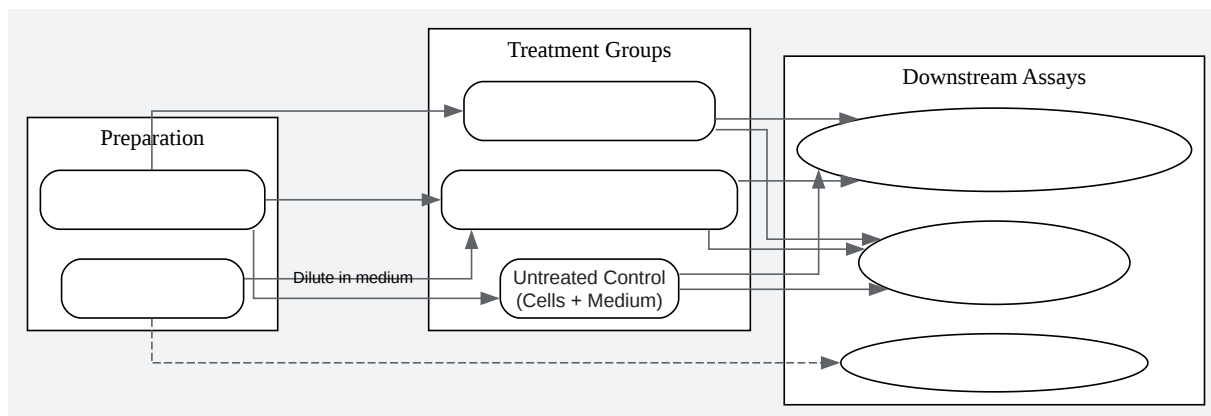 Treatment Groups
Downstream Assays
Preparation
Dilute in medium
Untreated Control
(Cells + Medium)